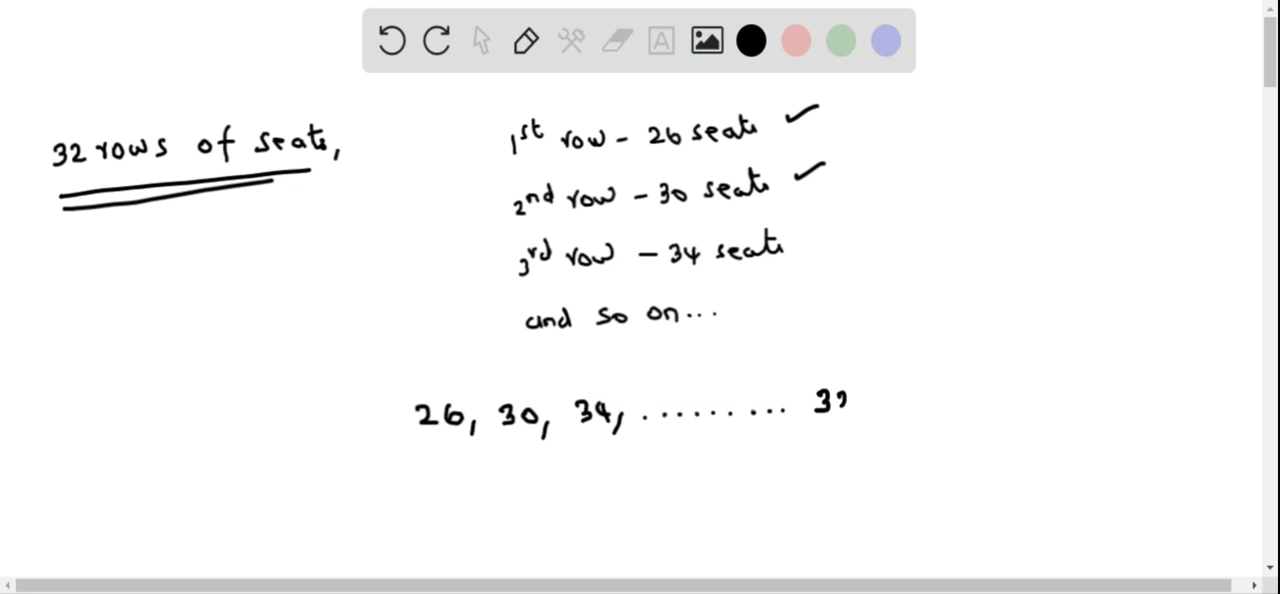 32 rows of seats,
1st row - 26 seats
2nd row - 30 seats
3rd row - 34 seats
and so on...
26, 30, 34, .........